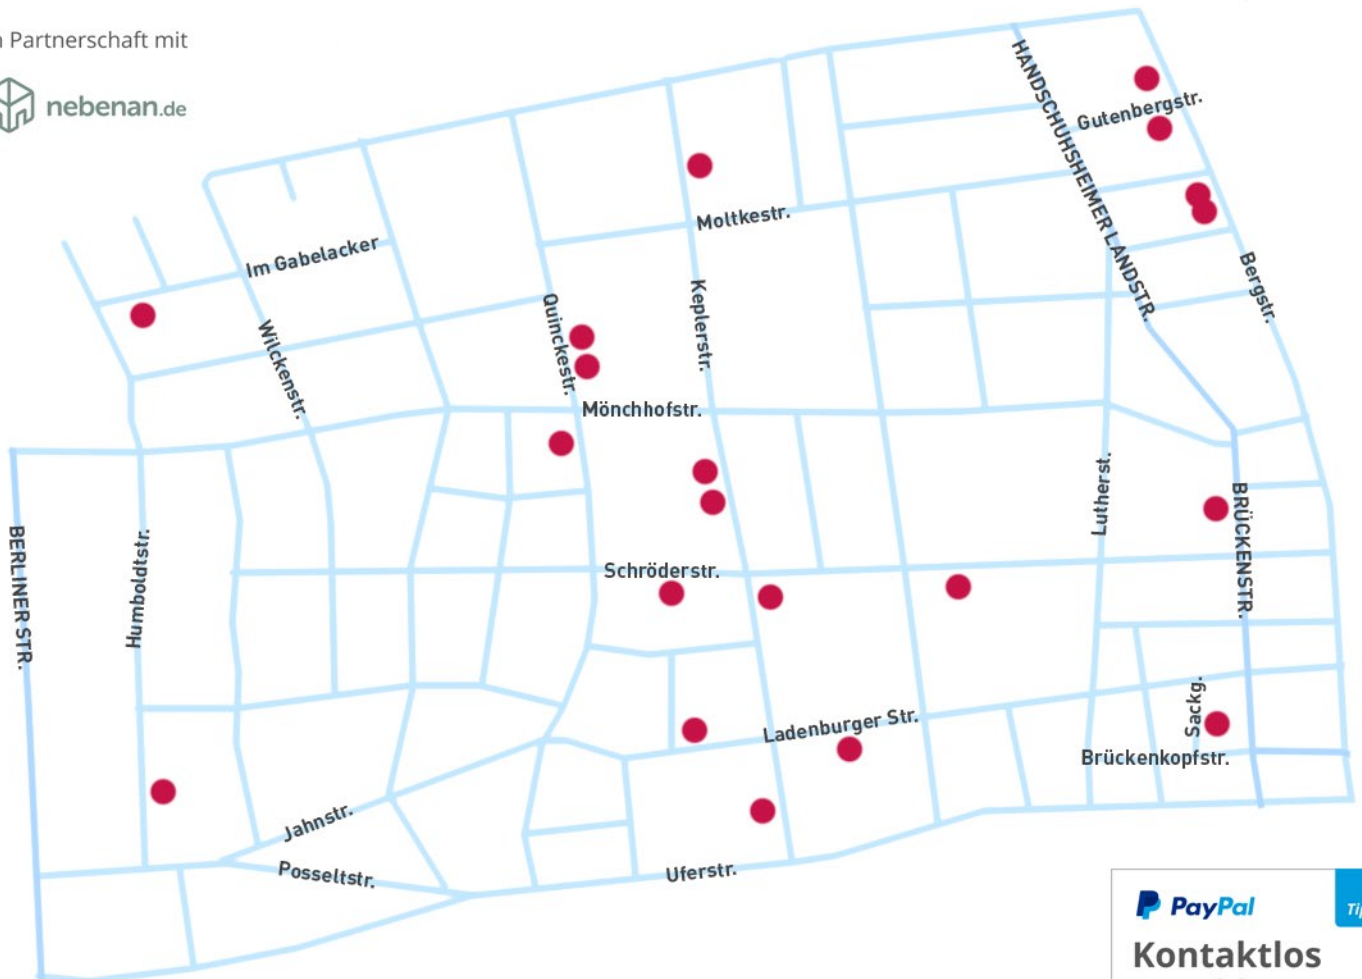 Partnerschaft mit
nebenan.de
HANDSCHUHSHEIMER LANDSTR.
Gutenbergstr.
Moltkestr.
Im Gabelacker
Bergstr.
Quinckestr.
Keplerstr.
Wilckenstr.
Mönchhofstr.
Lutherst.
BRÜCKENSTR.
BERLINER STR.
Humboldtstr.
Schröderstr.
Sackg.
Ladenburger Str.
Brückenkopfstr.
Jahnstr.
Posseltstr.
Uferstr.
PayPal
Kontaktlos